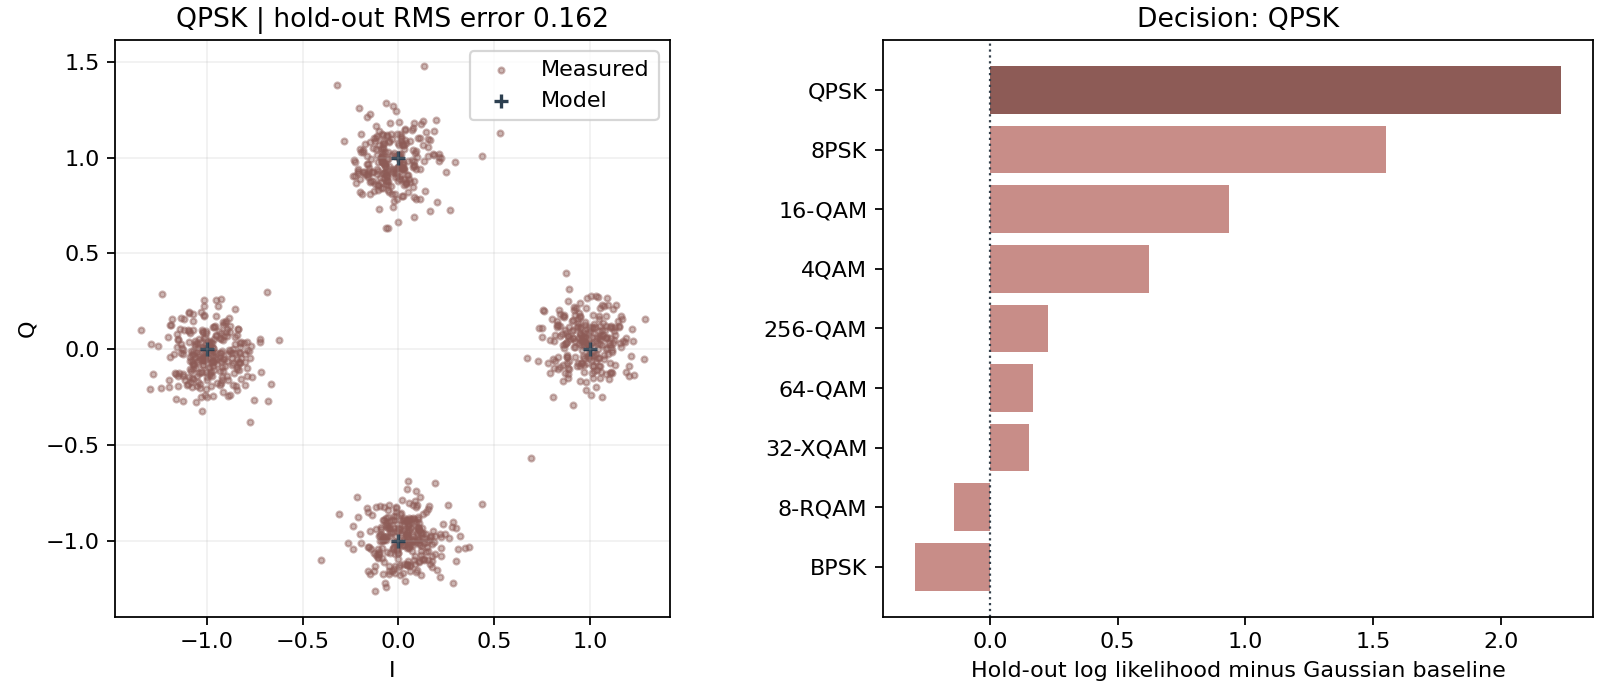 QPSK | hold-out RMS error 0.162
Measured
Model
1.5
1.0
0.5
0.0
−0.5
−1.0
Q
−1.0
−0.5
0.0
0.5
1.0
I
Decision: QPSK
QPSK
8PSK
16-QAM
4QAM
256-QAM
64-QAM
32-XQAM
8-RQAM
BPSK
0.0
0.5
1.0
1.5
2.0
Hold-out log likelihood minus Gaussian baseline